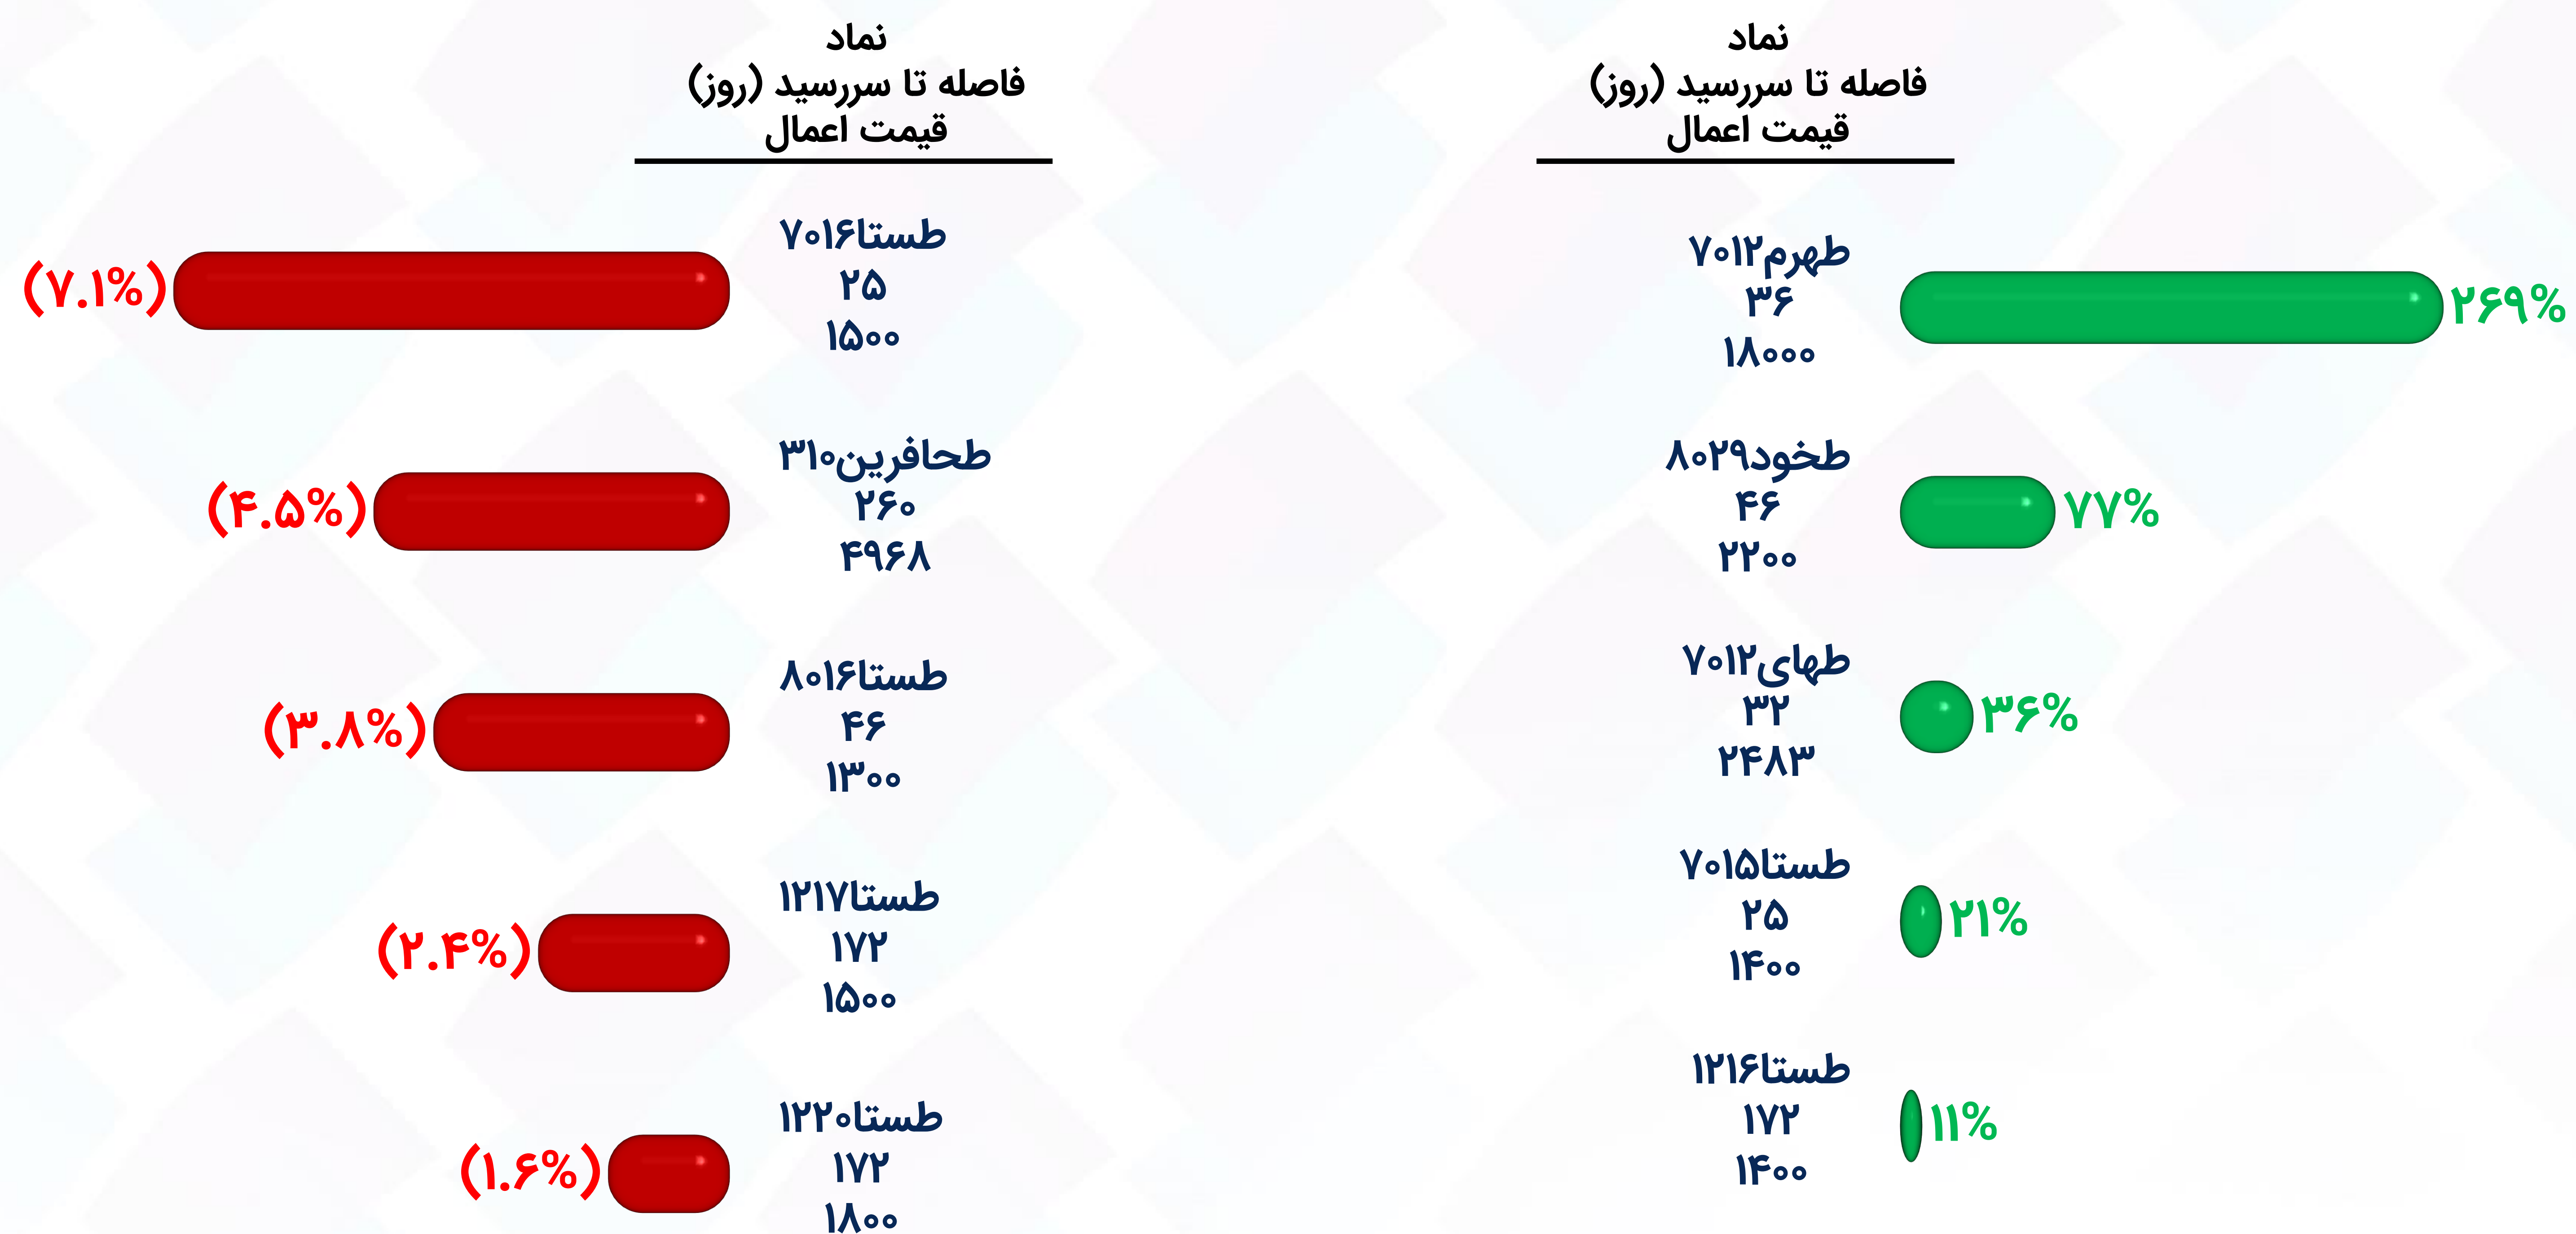 نماد
فاصله تا سررسید (روز)
قیمت اعمال
طهرم۷۰۱۲
۳۶
۱۸۰۰۰
۲۶۹%
طخود۸۰۲۹
۴۶
۲۲۰۰
۷۷%
طهای۷۰۱۲
۳۲
۲۴۸۳
۳۶%
طستا۷۰۱۵
۲۵
۱۴۰۰
۲۱%
طستا۱۲۱۶
۱۷۲
۱۴۰۰
۱۱%
نماد
فاصله تا سررسید (روز)
قیمت اعمال
طستا۷۰۱۶
۲۵
۱۵۰۰
(۷.۱%)
طحافرین۳۱۰
۲۶۰
۴۹۶۸
(۴.۵%)
طستا۸۰۱۶
۴۶
۱۳۰۰
(۳.۸%)
طستا۱۲۱۷
۱۷۲
۱۵۰۰
(۲.۴%)
طستا۱۲۲۰
۱۷۲
۱۸۰۰
(۱.۶%)